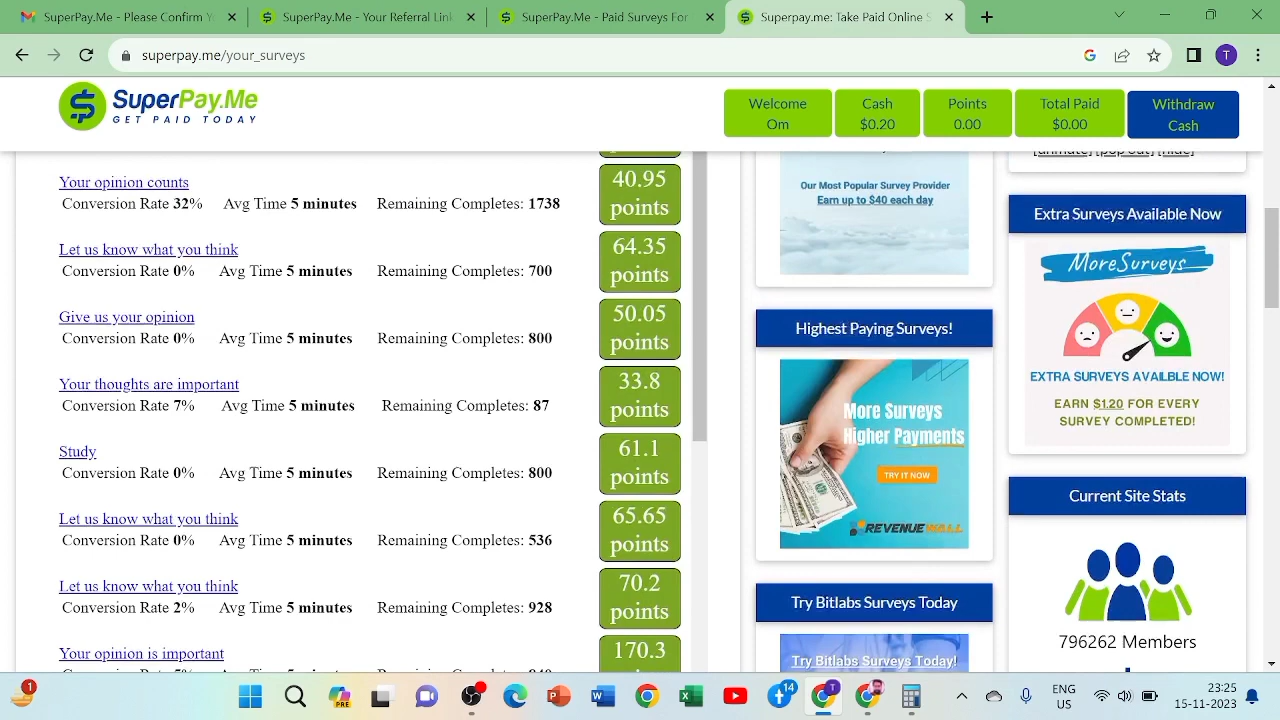 SuperPay.Me – Please Confirm Yo
SuperPay.Me - Your Referral Link
SuperPay.Me - Paid Surveys For
Superpay.me: Take Paid Online S
superpay.me/your_surveys
G
T
SuperPay.Me
GET PAID TODAY
Welcome
Om
Cash
$0.20
Points
0.00
Total Paid
$0.00
Withdraw
Cash
Your opinion counts
Conversion Rate 32% Avg Time 5 minutes Remaining Completes: 1738
40.95
points
Let us know what you think
Conversion Rate 0% Avg Time 5 minutes Remaining Completes: 700
64.35
points
Give us your opinion
Conversion Rate 0% Avg Time 5 minutes Remaining Completes: 800
50.05
points
Your thoughts are important
Conversion Rate 7% Avg Time 5 minutes Remaining Completes: 87
33.8
points
Study
Conversion Rate 0% Avg Time 5 minutes Remaining Completes: 800
61.1
points
Let us know what you think
Conversion Rate 0% Avg Time 5 minutes Remaining Completes: 536
65.65
points
Let us know what you think
Conversion Rate 2% Avg Time 5 minutes Remaining Completes: 928
70.2
points
Your opinion is important
170.3
Our Most Popular Survey Provider
Earn up to $40 each day
Highest Paying Surveys!
More Surveys
Higher Payments
TRY IT NOW
REVENUEWALL
Try Bitlabs Surveys Today
Try Bitlabs Surveys Today!
[unimate] [pop out] [hide]
Extra Surveys Available Now
MoreSurveys
EXTRA SURVEYS AVAILBLE NOW!
EARN $1.20 FOR EVERY
SURVEY COMPLETED!
Current Site Stats
796262 Members
1
PRE
14
T
ENG
US
23:25
15-11-2023